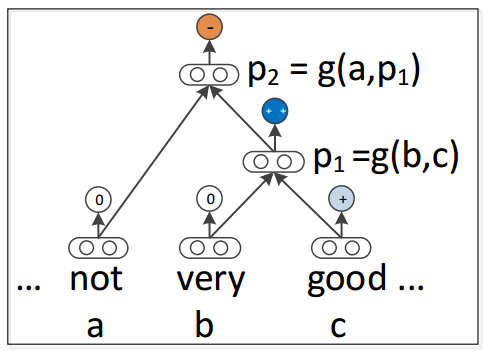 -
p₂ = g(a,p₁)
+ +
p₁ =g(b,c)
0 0 +
... not very good ...
a b c